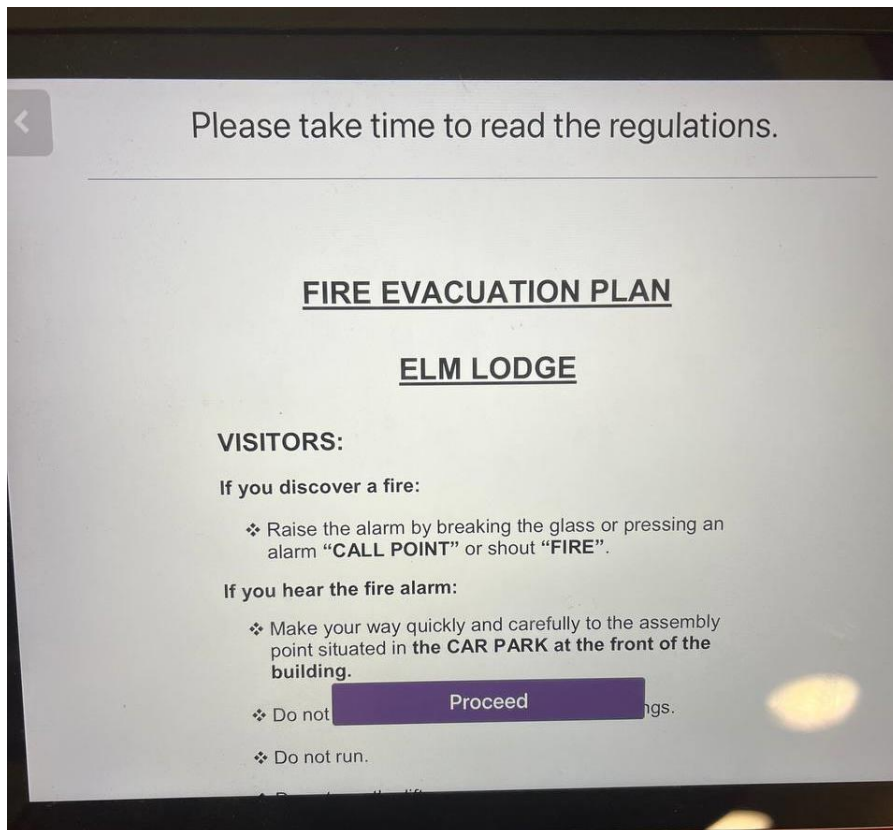 Please take time to read the regulations.
FIRE EVACUATION PLAN
ELM LODGE
VISITORS:
If you discover a fire:
❖ Raise the alarm by breaking the glass or pressing an
alarm “CALL POINT” or shout “FIRE”.
If you hear the fire alarm:
❖ Make your way quickly and carefully to the assembly
point situated in the CAR PARK at the front of the
building.
Proceed
❖ Do not ngs.
❖ Do not run.